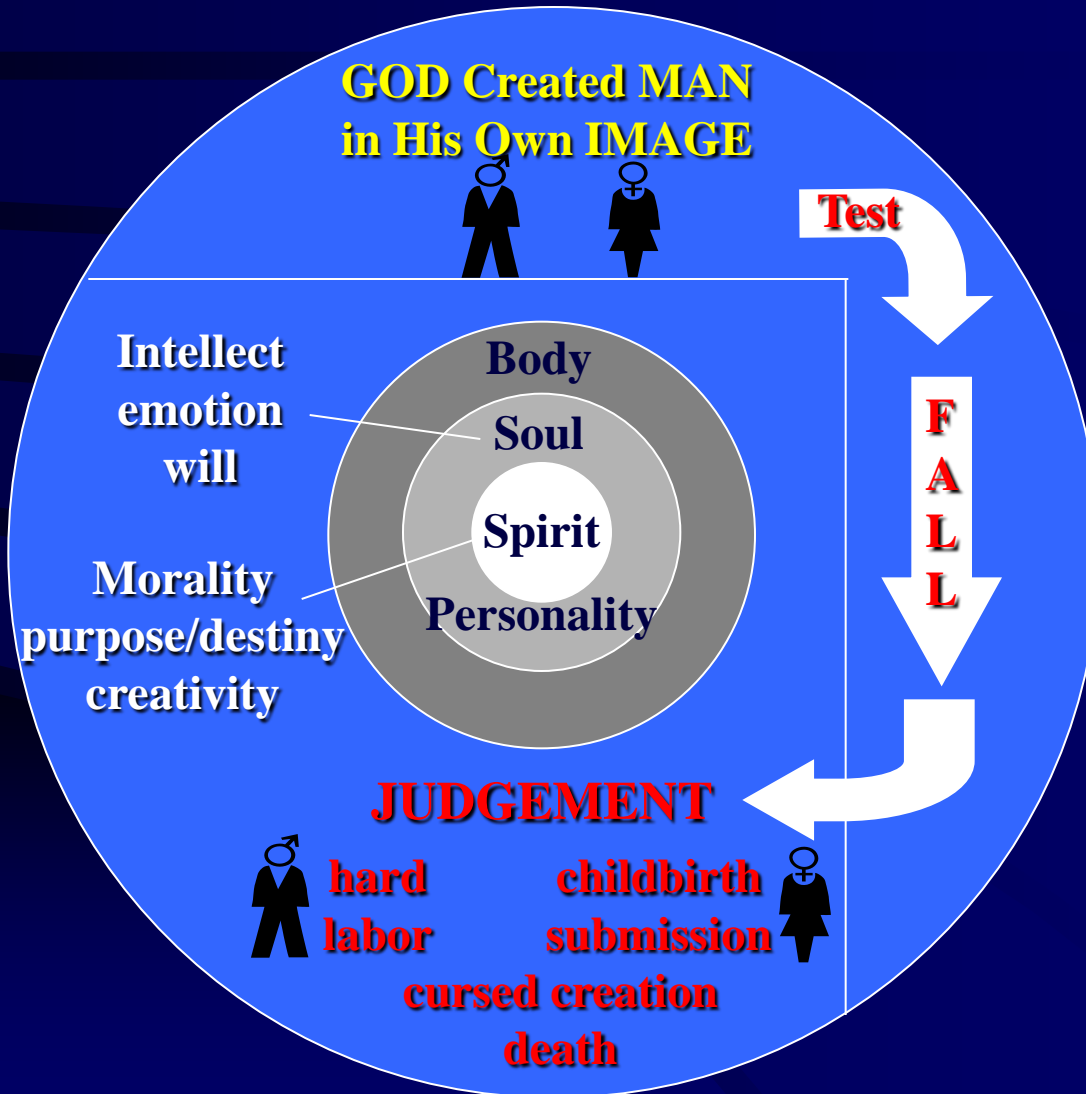 GOD Created MAN
in His Own IMAGE
Test
Intellect
emotion
will
Body
Soul
Spirit
Personality
Morality
purpose/destiny
creativity
F
A
L
L
JUDGEMENT
hard
labor
childbirth
submission
cursed creation
death